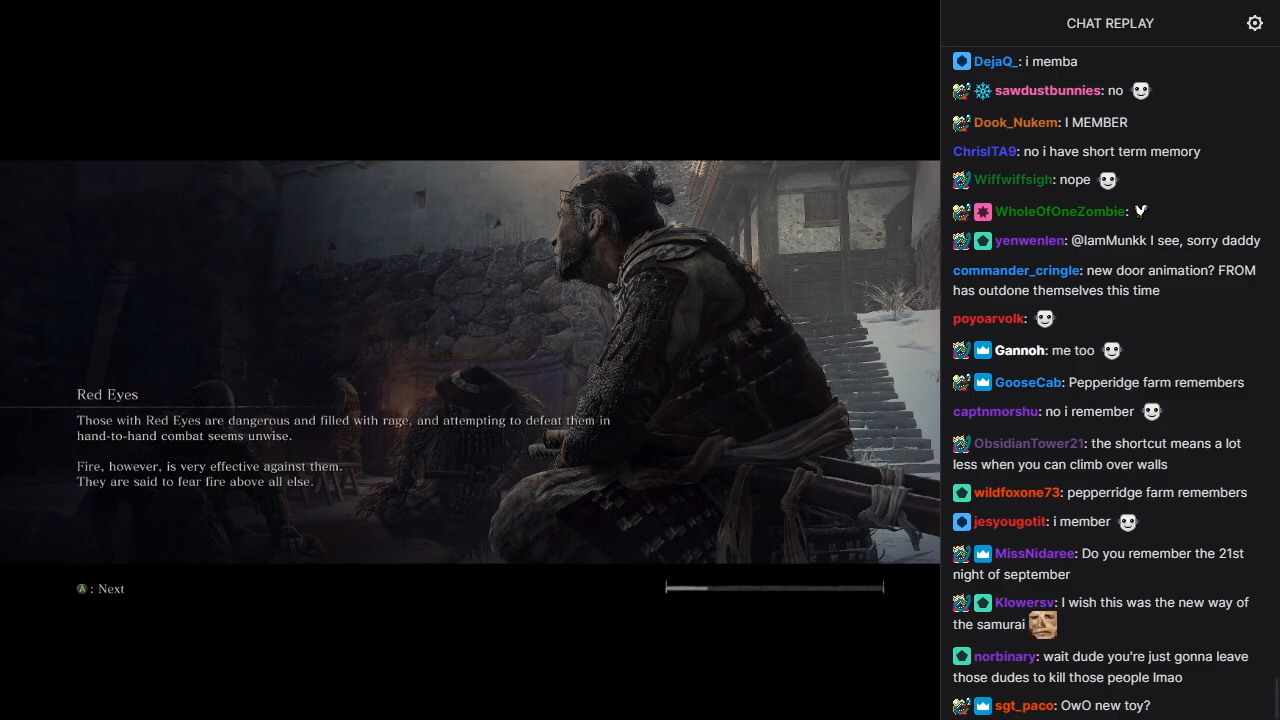 CHAT REPLAY
DejaQ_: i memba
sawdustbunnies: no
Dook_Nukem: I MEMBER
ChrisITA9: no i have short term memory
Wiffwiffsigh: nope
WholeOfOneZombie:
yenwenlen: @IamMunkk I see, sorry daddy
commander_cringle: new door animation? FROM
has outdone themselves this time
poyoarvolk:
Gannoh: me too
GooseCab: Pepperidge farm remembers
captnmorshu: no i remember
ObsidianTower21: the shortcut means a lot
less when you can climb over walls
wildfoxone73: pepperridge farm remembers
jesyougotit: i member
MissNidaree: Do you remember the 21st
night of september
Klowersv: I wish this was the new way of
the samurai
norbinary: wait dude you're just gonna leave
those dudes to kill those people lmao
sgt_paco: OwO new toy?
Red Eyes
Those with Red Eyes are dangerous and filled with rage, and attempting to defeat them in
hand-to-hand combat seems unwise.
Fire, however, is very effective against them.
They are said to fear fire above all else.
A : Next